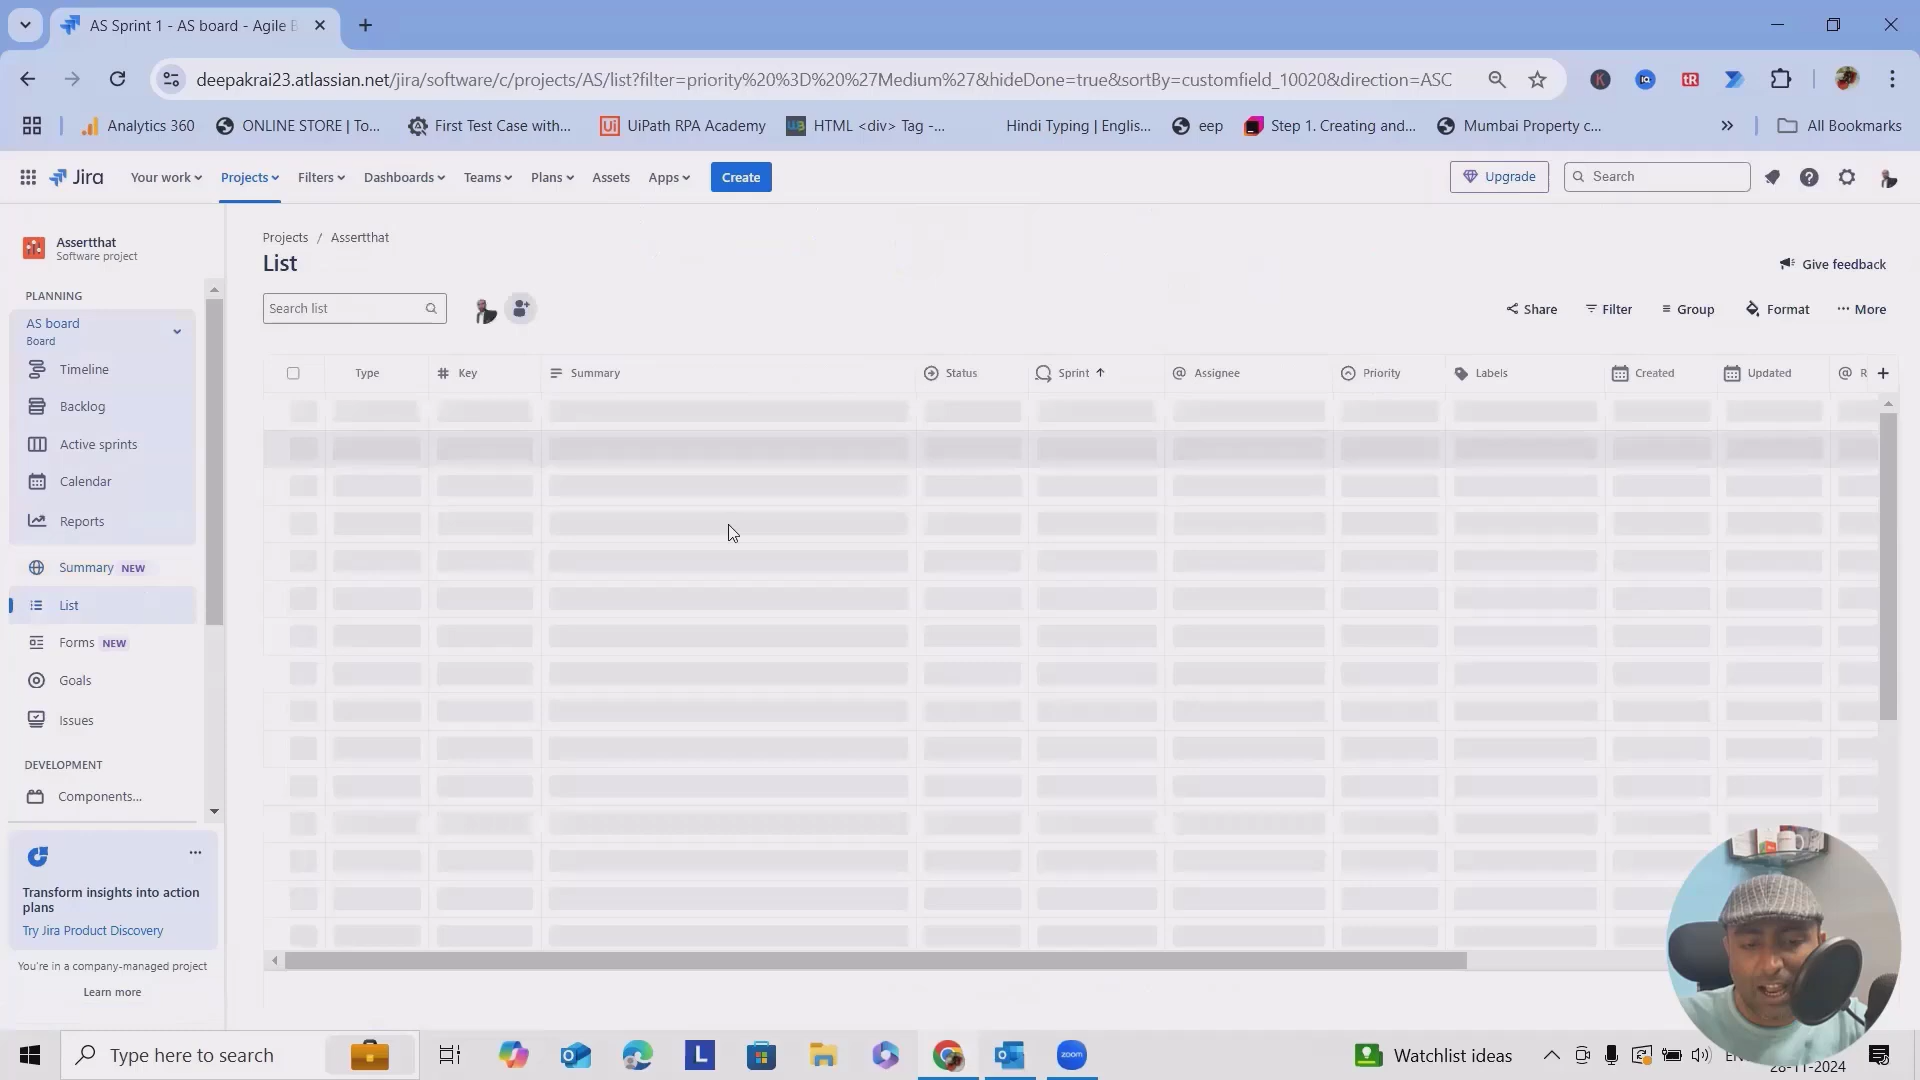 AS Sprint 1 - AS board - Agile B
deepakrai23.atlassian.net/jira/software/c/projects/AS/list?filter=priority%20%3D%20%27Medium%27&hideDone=true&sortBy=customfield_10020&direction=ASC
Analytics 360
ONLINE STORE | To...
First Test Case with...
UiPath RPA Academy
HTML <div> Tag -...
Hindi Typing | Englis...
eep
Step 1. Creating and...
Mumbai Property c...
All Bookmarks
Jira
Your work
Projects
Filters
Dashboards
Teams
Plans
Assets
Apps
Create
Upgrade
Search
Assertthat
Software project
PLANNING
AS board
Board
Timeline
Backlog
Active sprints
Calendar
Reports
Summary NEW
List
Forms NEW
Goals
Issues
DEVELOPMENT
Components...
Transform insights into action
plans
Try Jira Product Discovery
You're in a company-managed project
Learn more
Projects / Assertthat
List
Give feedback
Search list
Share
Filter
Group
Format
More
Type
Key
Summary
Status
Sprint
Assignee
Priority
Labels
Created
Updated
R
Type here to search
L
zoom
Watchlist ideas
28-11-2024